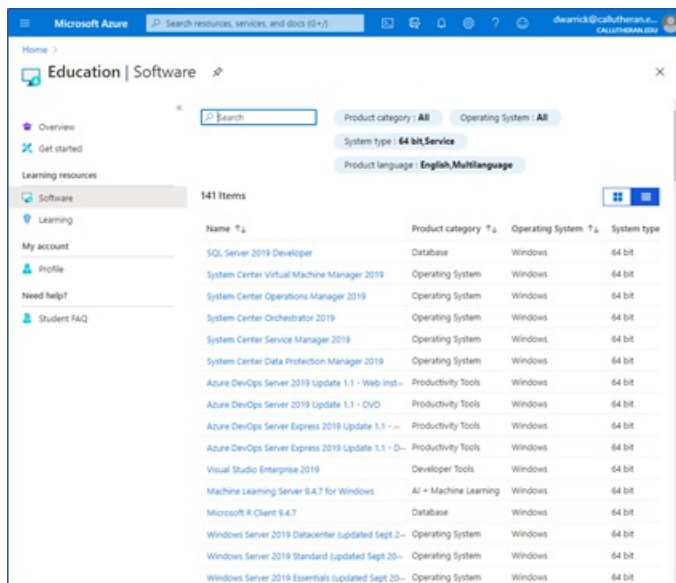 Microsoft Azure
Search resources, services, and docs (G+/)
dwarrick@callutheran.e...
CALLUTHERAN.EDU
Home >
Education | Software
Search
Product category : All
Operating System : All
System type : 64 bit,Service
Product language : English,Multilanguage
Overview
Get started
Learning resources
Software
Learning
My account
Profile
Need help?
Student FAQ
141 Items
Name ↑↓ Product category ↑↓ Operating System ↑↓ System type
SQL Server 2019 Developer Database Windows 64 bit
System Center Virtual Machine Manager 2019 Operating System Windows 64 bit
System Center Operations Manager 2019 Operating System Windows 64 bit
System Center Orchestrator 2019 Operating System Windows 64 bit
System Center Service Manager 2019 Operating System Windows 64 bit
System Center Data Protection Manager 2019 Operating System Windows 64 bit
Azure DevOps Server 2019 Update 1.1 - Web Inst... Productivity Tools Windows 64 bit
Azure DevOps Server 2019 Update 1.1 - DVD Productivity Tools Windows 64 bit
Azure DevOps Server Express 2019 Update 1.1 - ... Productivity Tools Windows 64 bit
Azure DevOps Server Express 2019 Update 1.1 - D... Productivity Tools Windows 64 bit
Visual Studio Enterprise 2019 Developer Tools Windows 64 bit
Machine Learning Server 9.4.7 for Windows AI + Machine Learning Windows 64 bit
Microsoft R Client 9.4.7 Database Windows 64 bit
Windows Server 2019 Datacenter (updated Sept 2... Operating System Windows 64 bit
Windows Server 2019 Standard (updated Sept 20... Operating System Windows 64 bit
Windows Server 2019 Essentials (updated Sept 20... Operating System Windows 64 bit